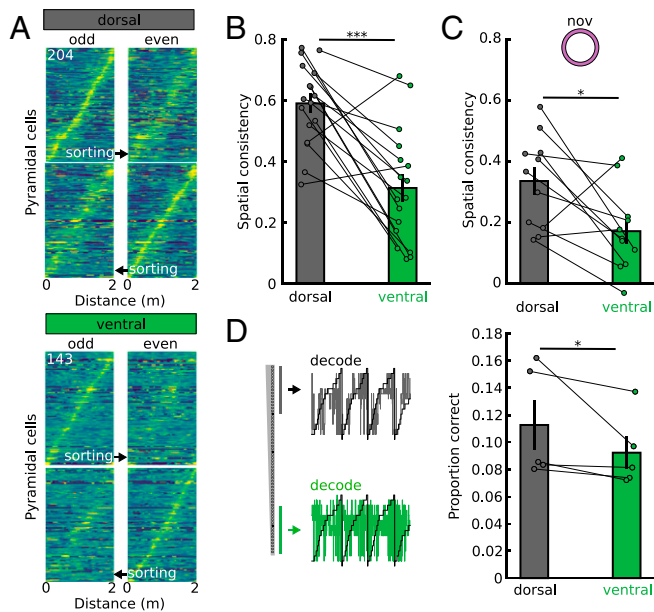 A
dorsal
odd even
204
Pyramidal cells
sorting
sorting
0 2 0 2
Distance (m)
ventral
odd even
143
Pyramidal cells
sorting
sorting
0 2 0 2
Distance (m)
B
0.8
0.6
0.4
0.2
0
Spatial consistency
***
dorsal ventral
C
nov
0.8
0.6
0.4
0.2
0
Spatial consistency
*
dorsal ventral
D
decode
decode
0.18
0.16
0.14
0.12
0.10
0.08
0.06
0.04
0.02
0
Proportion correct
*
dorsal ventral